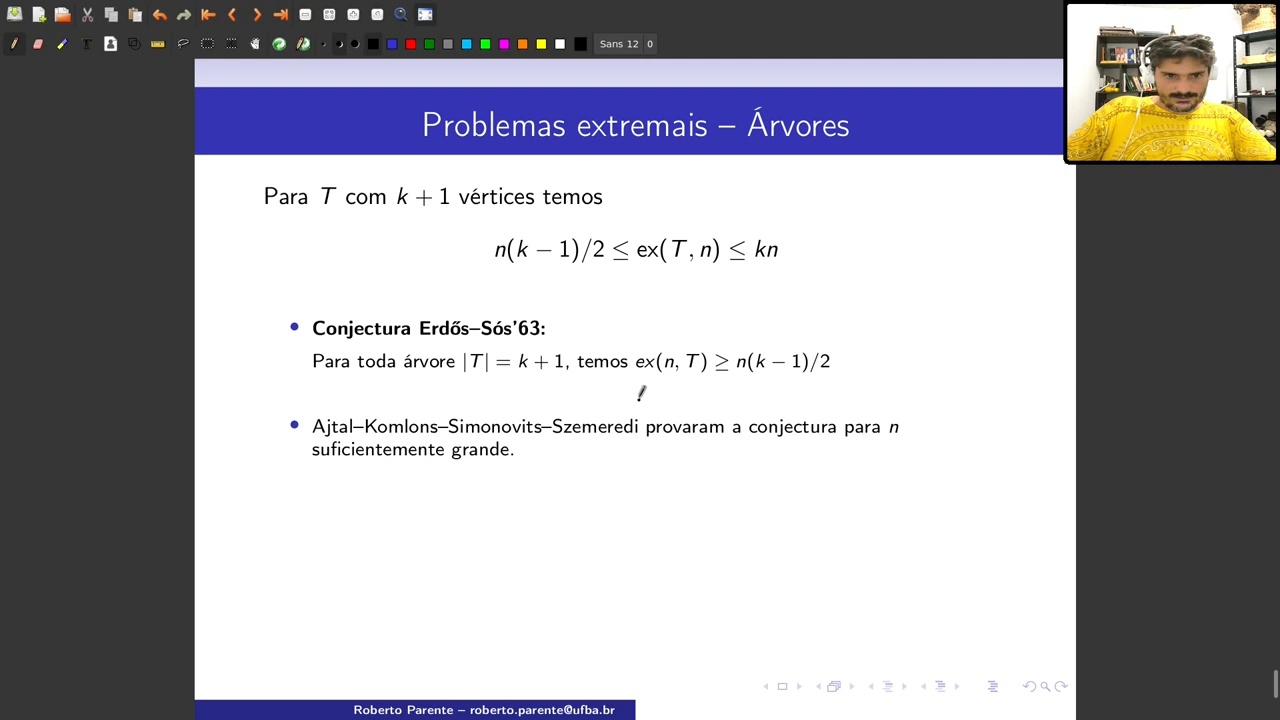 Sans 12 0
Problemas extremais – Árvores
Para T com k + 1 vértices temos
n(k − 1)/2 ≤ ex(T, n) ≤ kn
• Conjectura Erdős–Sós'63:
Para toda árvore |T| = k + 1, temos ex(n, T) ≥ n(k − 1)/2
• Ajtal–Komlons–Simonovits–Szemeredi provaram a conjectura para n
suficientemente grande.
Roberto Parente – roberto.parente@ufba.br